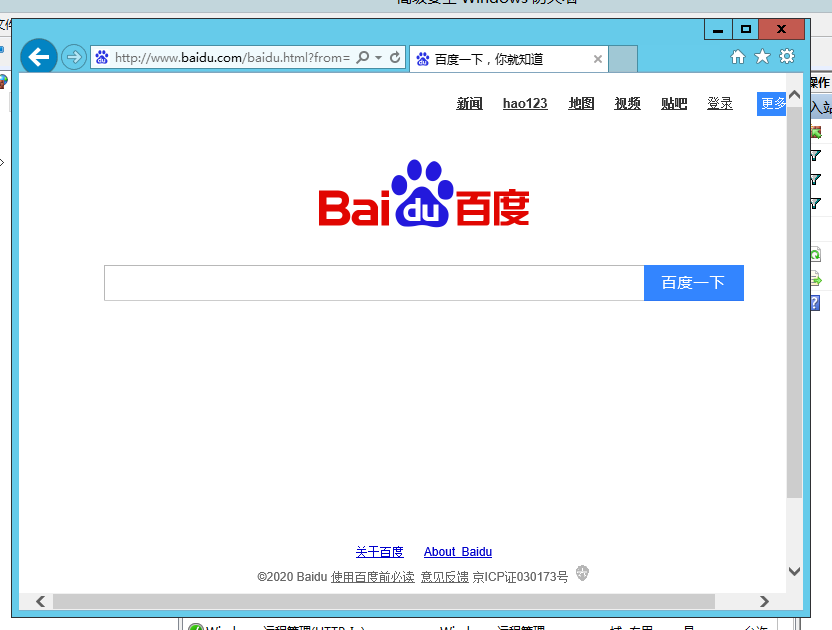 高级安全 Windows 防火墙
http://www.baidu.com/baidu.html?from=
百度一下，你就知道
新闻 hao123 地图 视频 贴吧 登录 更多
操作
入站
Bai du 百度
百度一下
关于百度 About Baidu
©2020 Baidu 使用百度前必读 意见反馈 京ICP证030173号